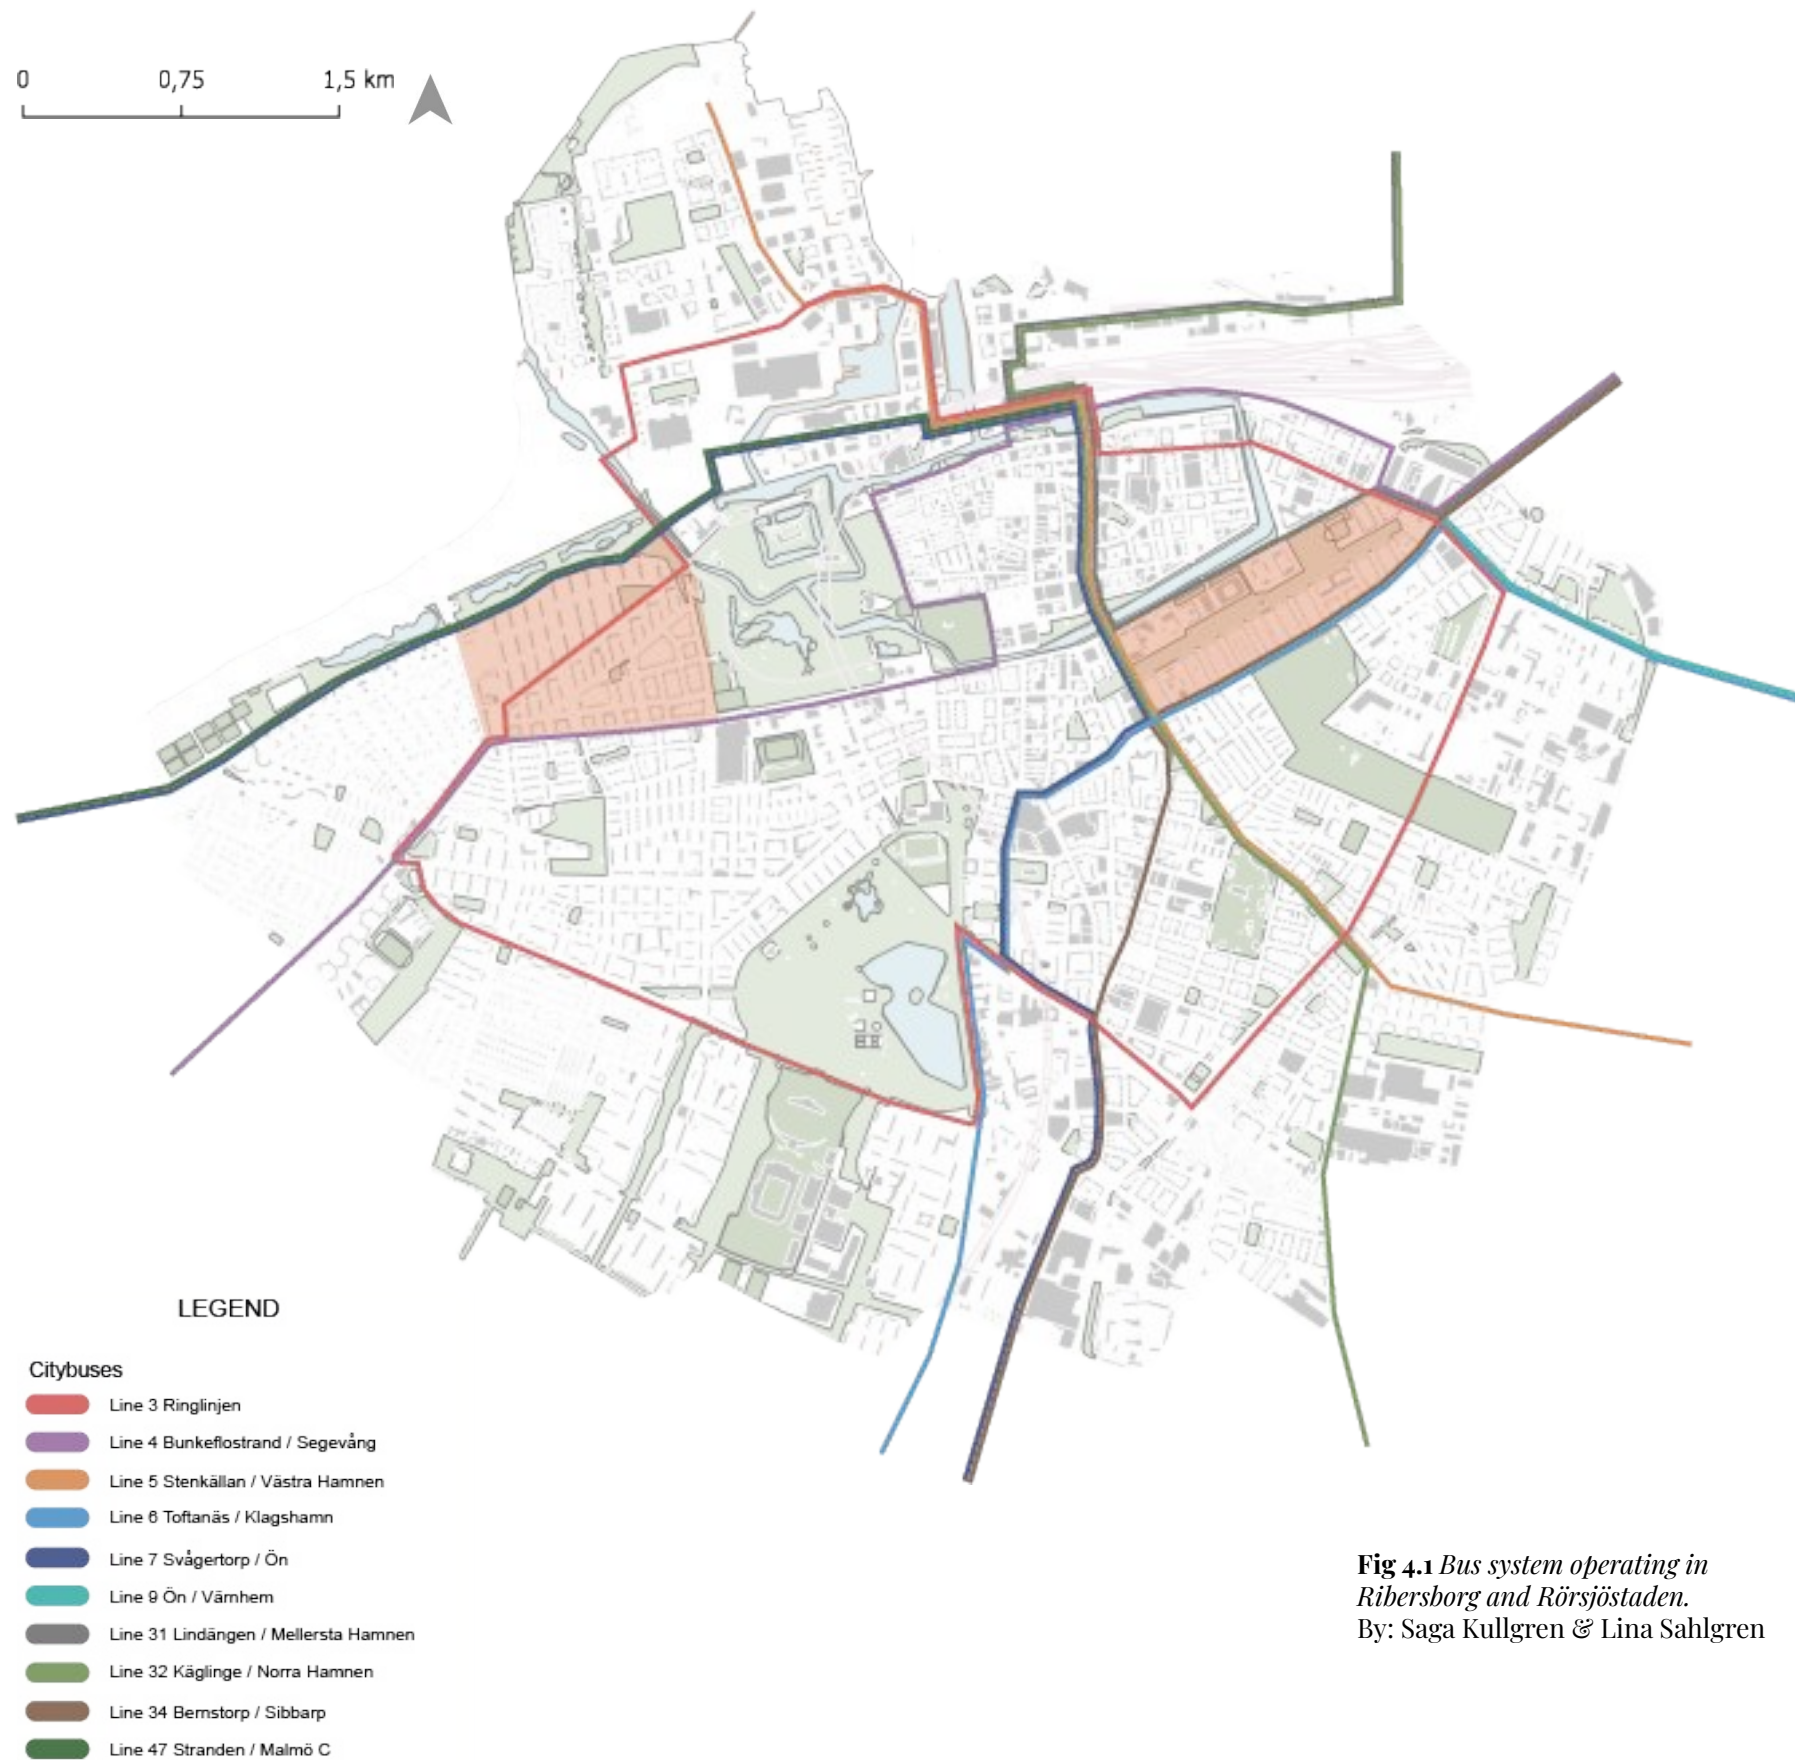 0 0,75 1,5 km
LEGEND
Citybuses
Line 3 Ringlinjen
Line 4 Bunkeflostrand / Segevång
Line 5 Stenkällan / Västra Hamnen
Line 6 Toftanäs / Klagshamn
Line 7 Svågertorp / Ön
Line 9 Ön / Värnhem
Line 31 Lindängen / Mellersta Hamnen
Line 32 Käglinge / Norra Hamnen
Line 34 Bernstorp / Sibbarp
Line 47 Stranden / Malmö C
Fig 4.1 Bus system operating in
Ribersborg and Rörsjöstaden.
By: Saga Kullgren & Lina Sahlgren